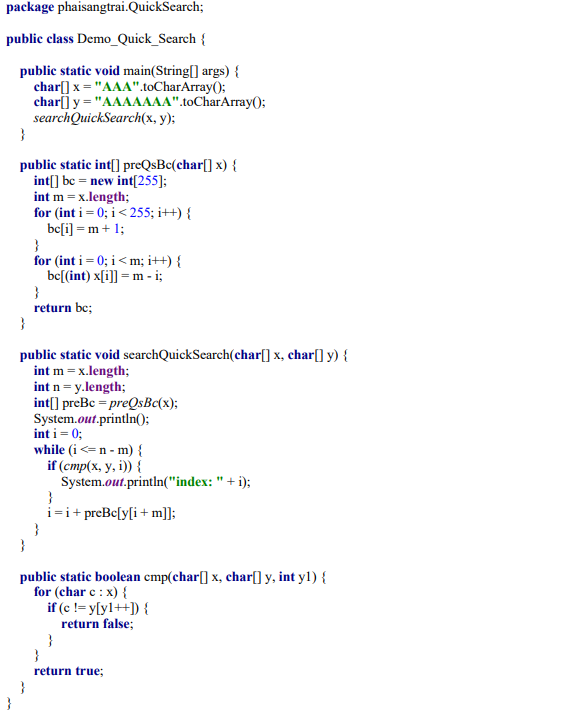 package phaisangtrai.QuickSearch;
public class Demo_Quick_Search {
public static void main(String[] args) {
char[] x = "AAA".toCharArray();
char[] y = "AAAAAAA".toCharArray();
searchQuickSearch(x, y);
}
public static int[] preQsBc(char[] x) {
int[] bc = new int[255];
int m = x.length;
for (int i = 0; i < 255; i++) {
bc[i] = m + 1;
}
for (int i = 0; i < m; i++) {
bc[(int) x[i]] = m - i;
}
return bc;
}
public static void searchQuickSearch(char[] x, char[] y) {
int m = x.length;
int n = y.length;
int[] preBc = preQsBc(x);
System.out.println();
int i = 0;
while (i <= n - m) {
if (cmp(x, y, i)) {
System.out.println("index: " + i);
}
i = i + preBc[y[i + m]];
}
}
public static boolean cmp(char[] x, char[] y, int y1) {
for (char c : x) {
if (c != y[y1++]) {
return false;
}
}
return true;
}
}